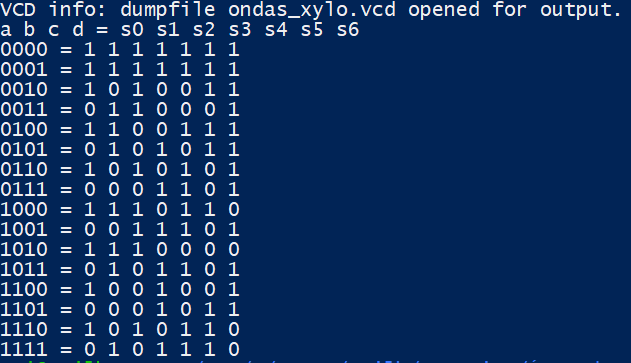 VCD info: dumpfile ondas_xylo.vcd opened for output.
a b c d = s0 s1 s2 s3 s4 s5 s6
0000 = 1 1 1 1 1 1 1
0001 = 1 1 1 1 1 1 1
0010 = 1 0 1 0 0 1 1
0011 = 0 1 1 0 0 0 1
0100 = 1 1 0 0 1 1 1
0101 = 0 1 0 1 0 1 1
0110 = 1 0 1 0 1 0 1
0111 = 0 0 0 1 1 0 1
1000 = 1 1 1 0 1 1 0
1001 = 0 0 1 1 1 0 1
1010 = 1 1 1 0 0 0 0
1011 = 0 1 0 1 1 0 1
1100 = 1 0 0 1 0 0 1
1101 = 0 0 0 1 0 1 1
1110 = 1 0 1 0 1 1 0
1111 = 0 1 0 1 1 1 0